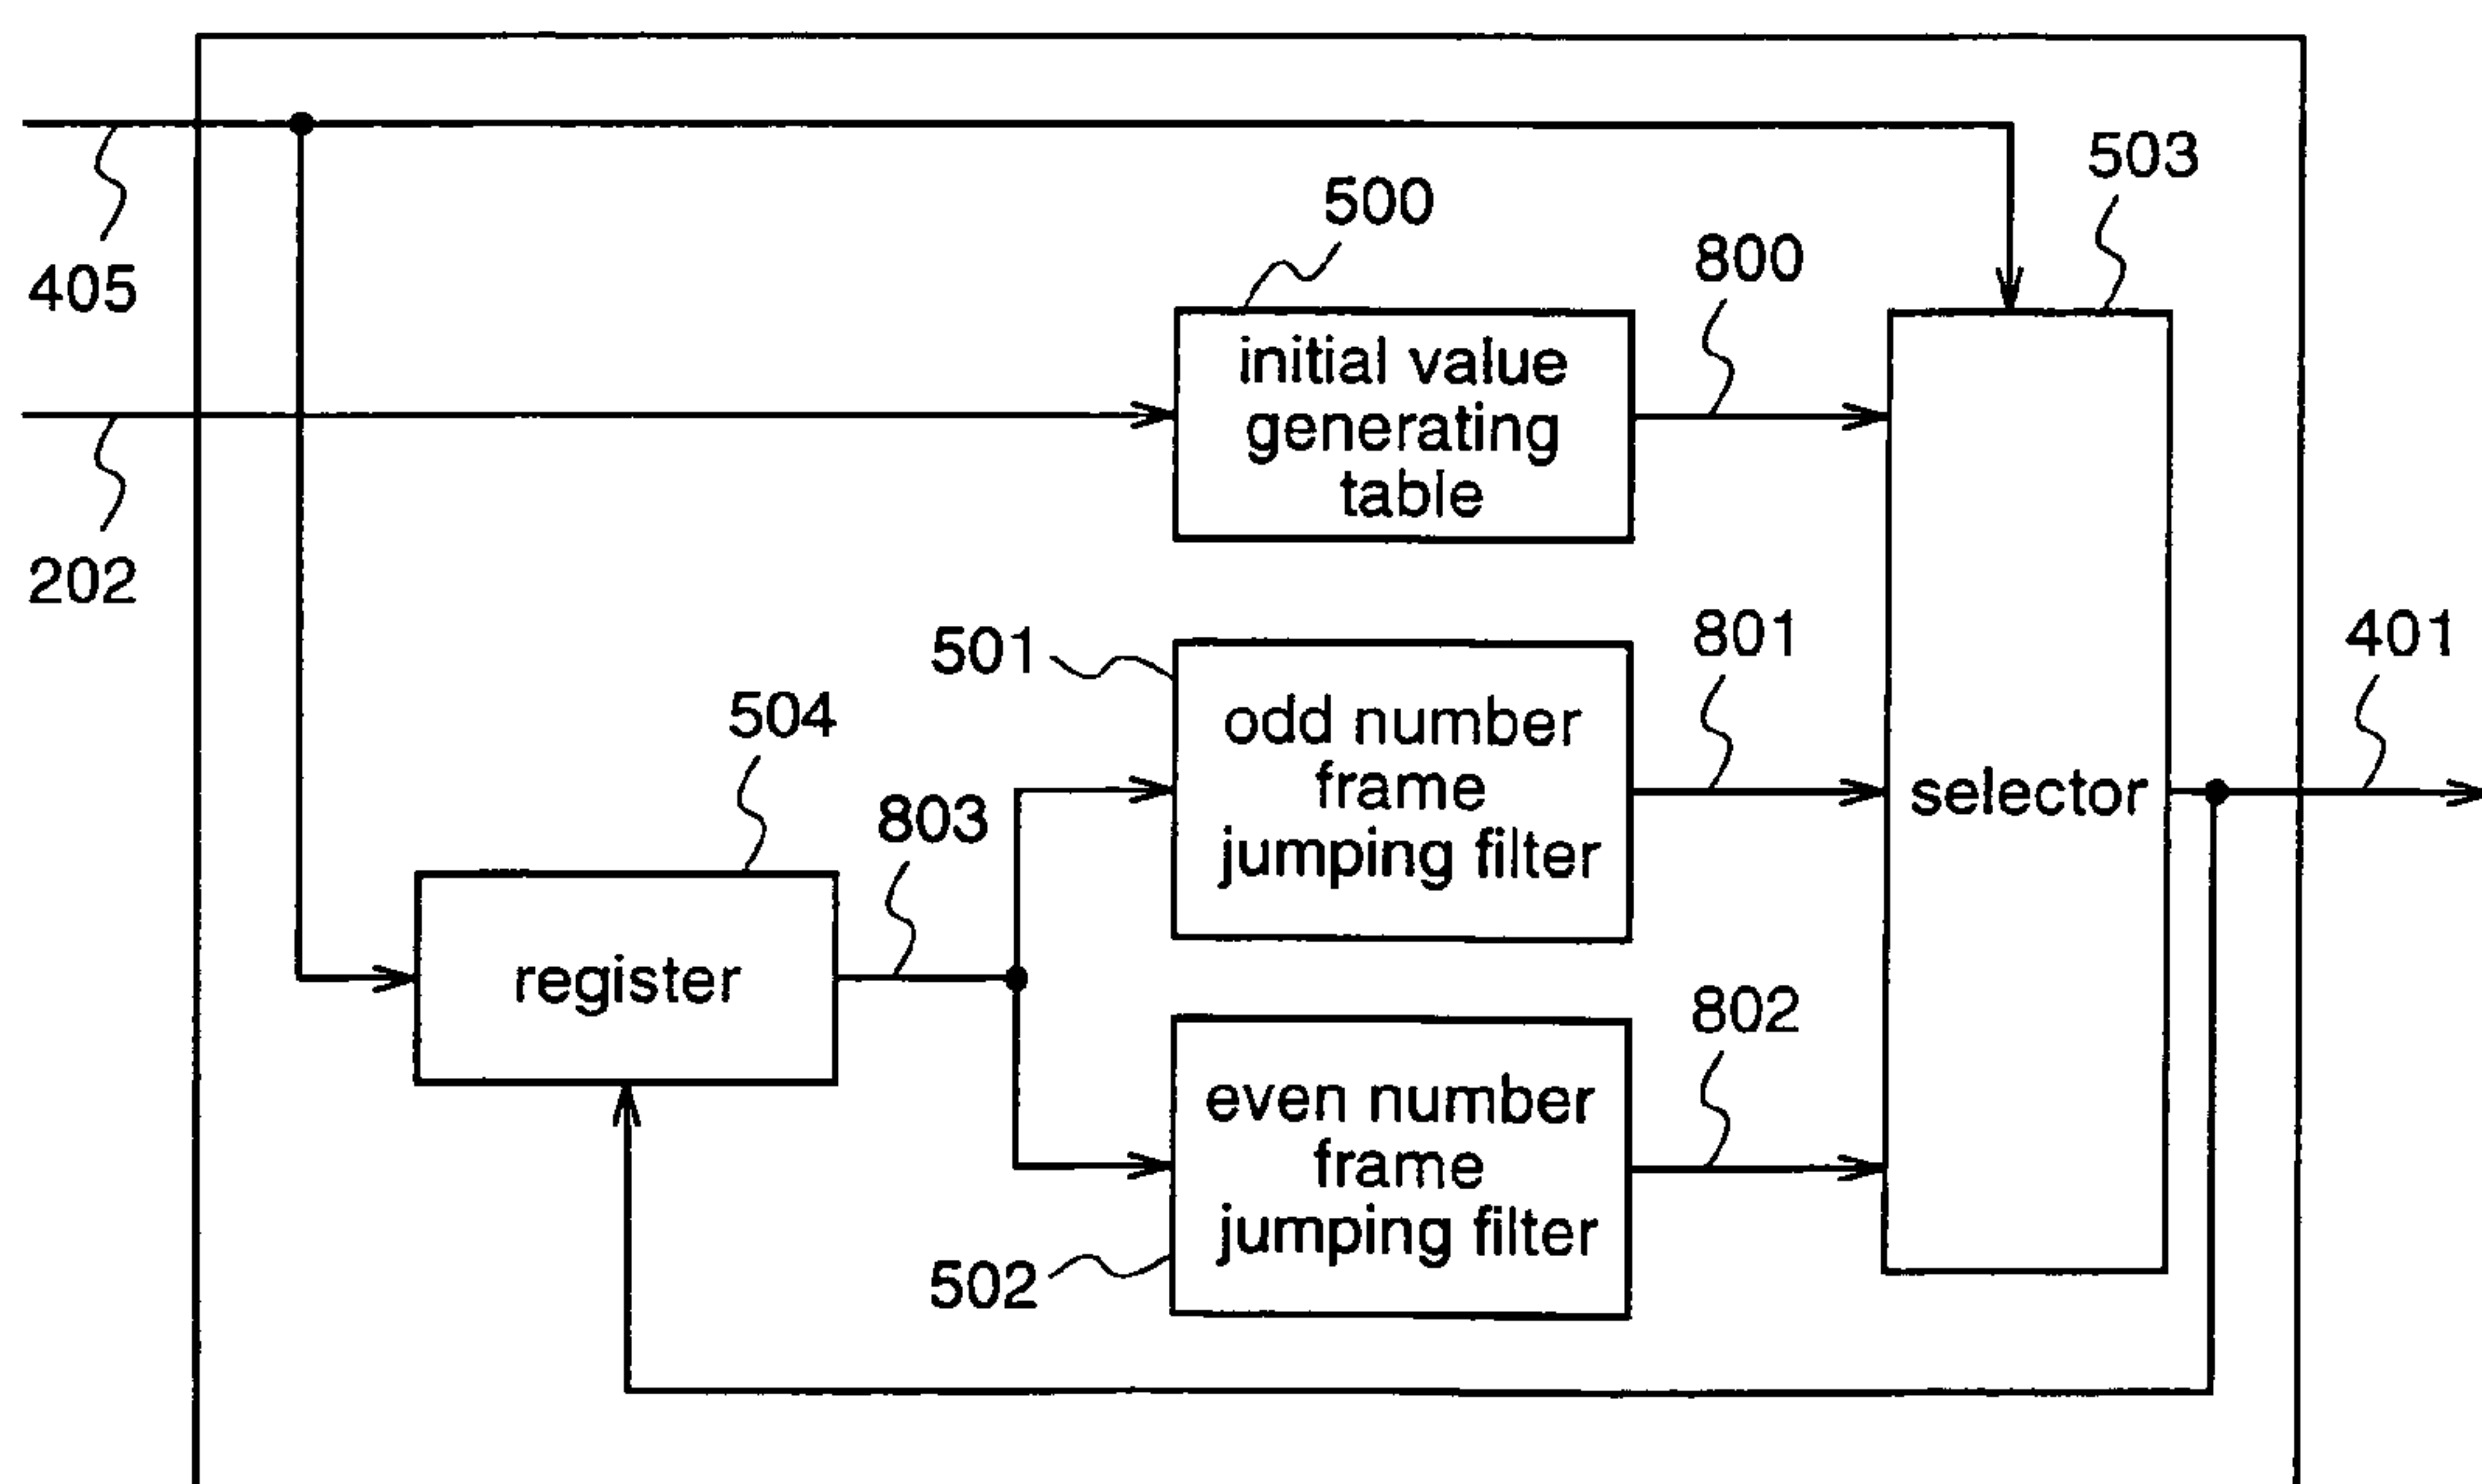 503
500
800
405
initial value
generating
table
202
501
801
401
504
odd number
frame
jumping filter
803
selector
register
802
even number
frame
jumping filter
502